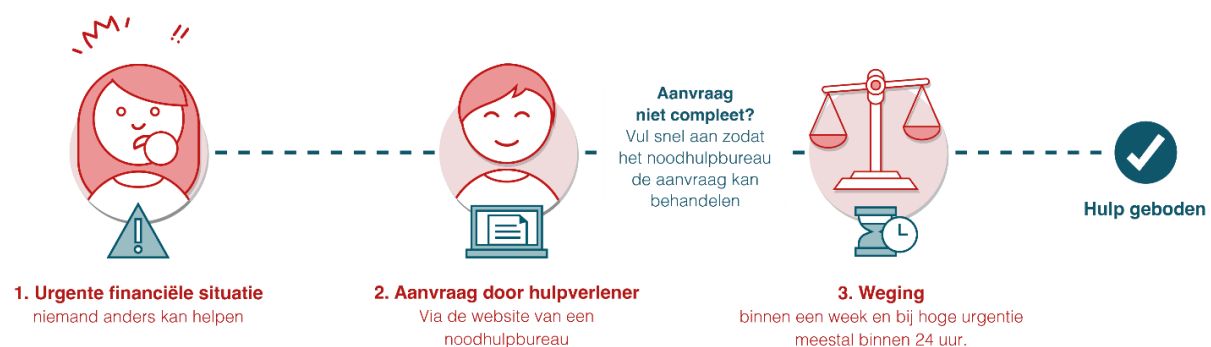 Aanvraag
niet compleet?
Vul snel aan zodat
het noodhulpbureau
de aanvraag kan
behandelen
Hulp geboden
1. Urgente financiële situatie
niemand anders kan helpen
2. Aanvraag door hulpverlener
Via de website van een
noodhulpbureau
3. Weging
binnen een week en bij hoge urgentie
meestal binnen 24 uur.